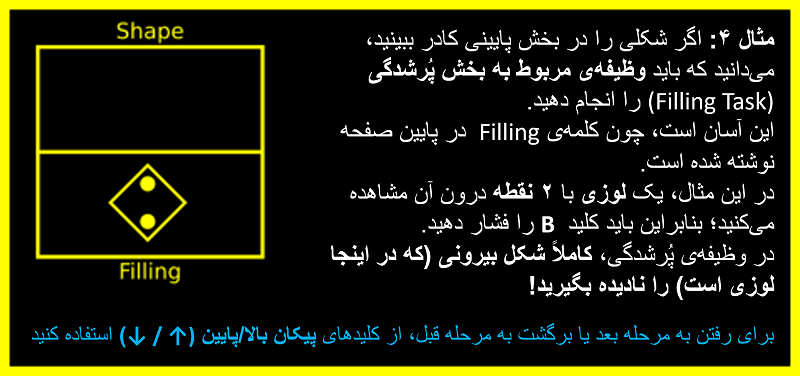 Shape
Filling
مثال ۴: اگر شکلی را در بخش پایینی کادر ببینید،
می‌دانید که باید وظیفه‌ی مربوط به بخش پُرشدگی
(Filling Task) را انجام دهید.
این آسان است، چون کلمه‌ی Filling در پایین صفحه
نوشته شده است.
در این مثال، یک لوزی با ۲ نقطه درون آن مشاهده
می‌کنید؛ بنابراین باید کلید B را فشار دهید.
در وظیفه‌ی پُرشدگی، کاملاً شکل بیرونی (که در اینجا
لوزی است) را نادیده بگیرید!
برای رفتن به مرحله بعد یا برگشت به مرحله قبل، از کلیدهای پیکان بالا/پایین (↑ / ↓) استفاده کنید